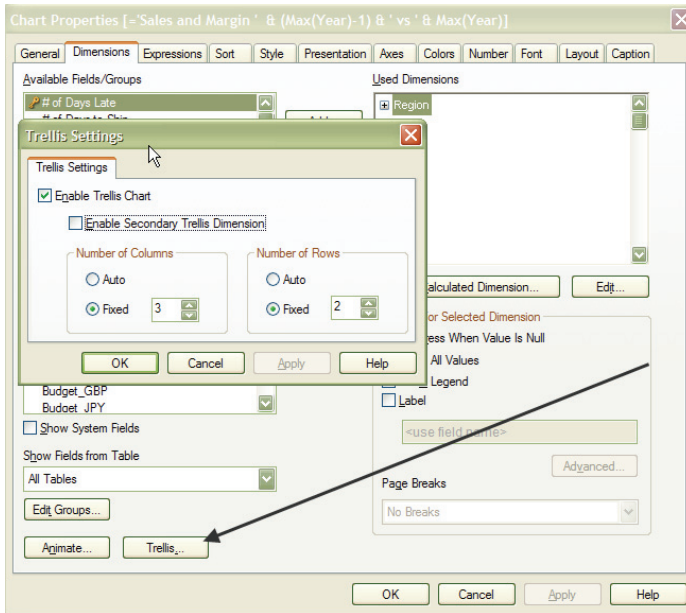 Chart Properties [='Sales and Margin ' & (Max(Year)-1) & ' vs ' & Max(Year)]
General Dimensions Expressions Sort Style Presentation Axes Colors Number Font Layout Caption
Available Fields/Groups
Used Dimensions
# of Days Late
Region
Trellis Settings
Trellis Settings
Enable Trellis Chart
Enable Secondary Trellis Dimension
Number of Columns
Number of Rows
Auto
Auto
Fixed 3
Fixed 2
OK Cancel Apply Help
alculated Dimension... Edit...
or Selected Dimension
ress When Value Is Null
All Values
Legend
Label
<use field name>
Advanced...
Page Breaks
No Breaks
Budget_GBP
Budget_JPY
Show System Fields
Show Fields from Table
All Tables
Edit Groups...
Animate... Trellis...
OK Cancel Apply Help